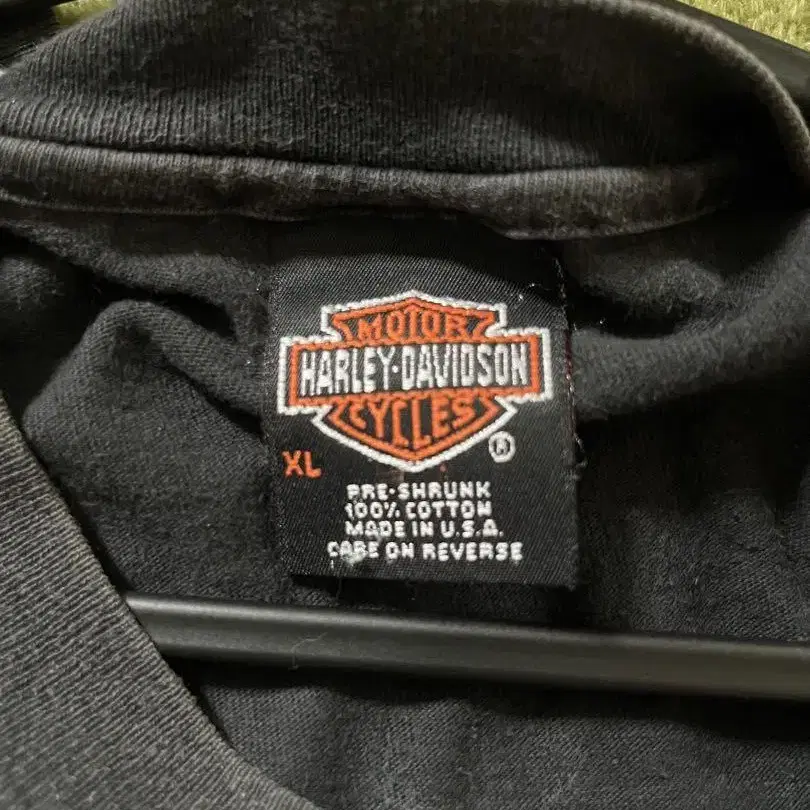 MOTOR
HARLEY-DAVIDSON
CYCLES
®
XL
PRE-SHRUNK
100% COTTON
MADE IN U.S.A.
CARE ON REVERSE